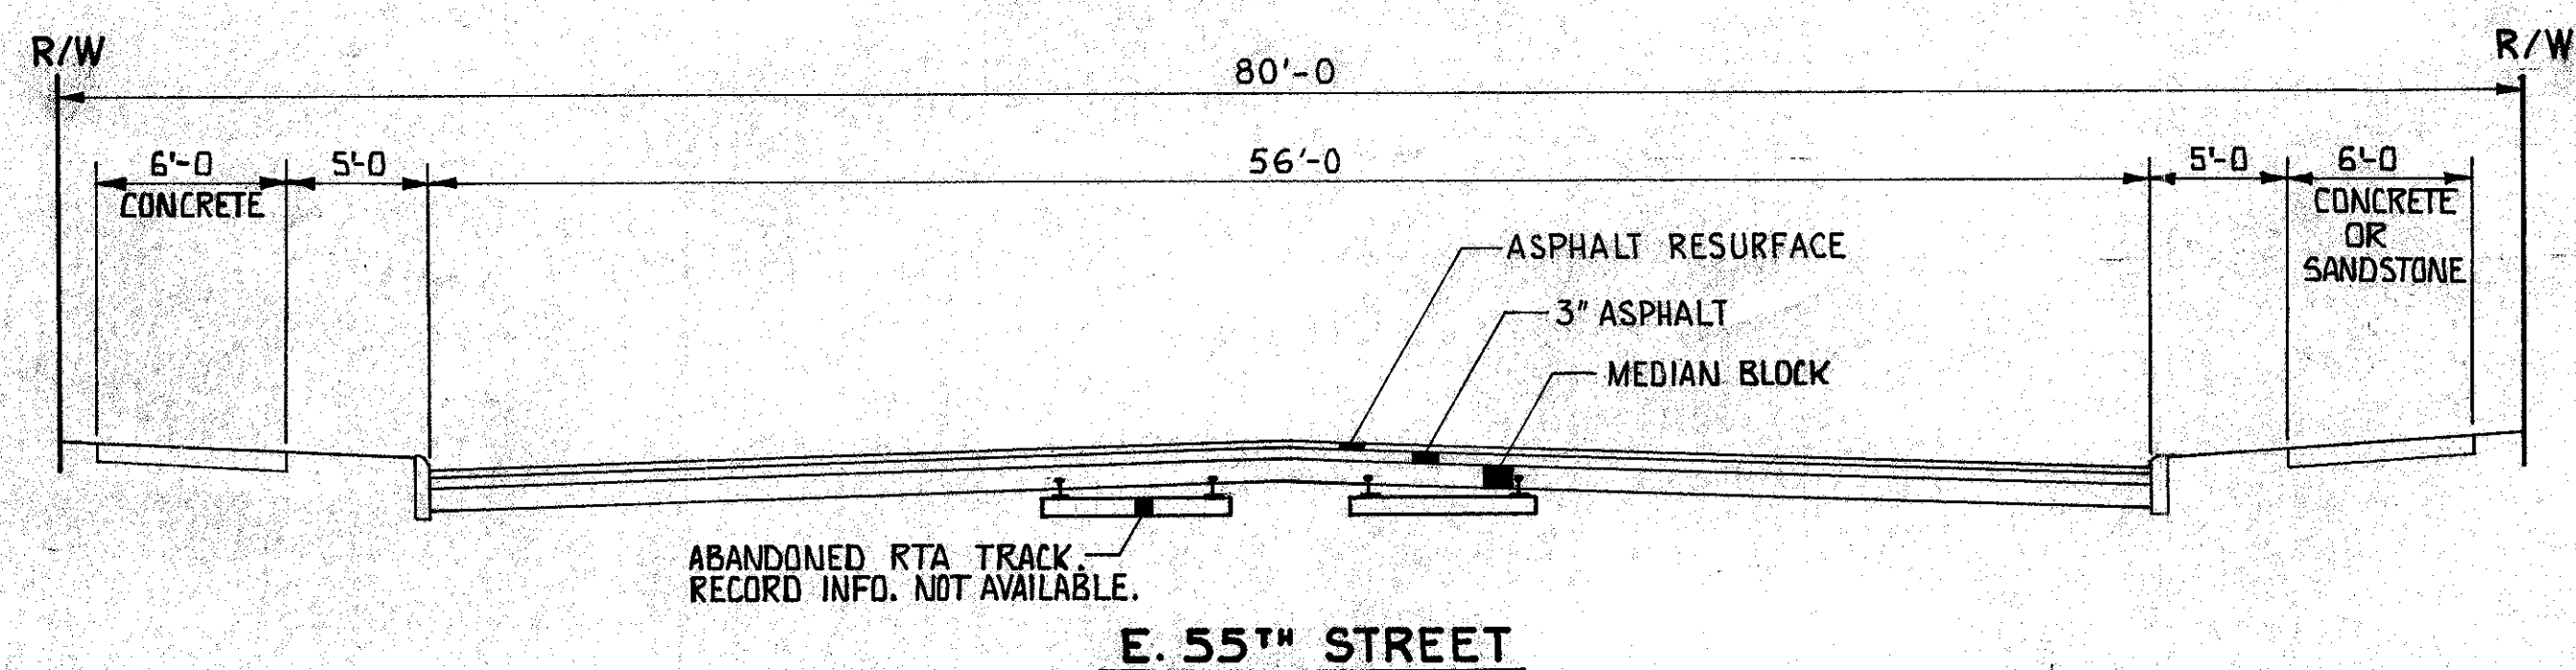 R/W
R/W
80'-0
6'-0
5'-0
56'-0
5'-0
6'-0
CONCRETE
CONCRETE
OR
SANDSTONE
ASPHALT RESURFACE
3" ASPHALT
MEDIAN BLOCK
ABANDONED RTA TRACK.
RECORD INFO. NOT AVAILABLE.
E. 55TH STREET